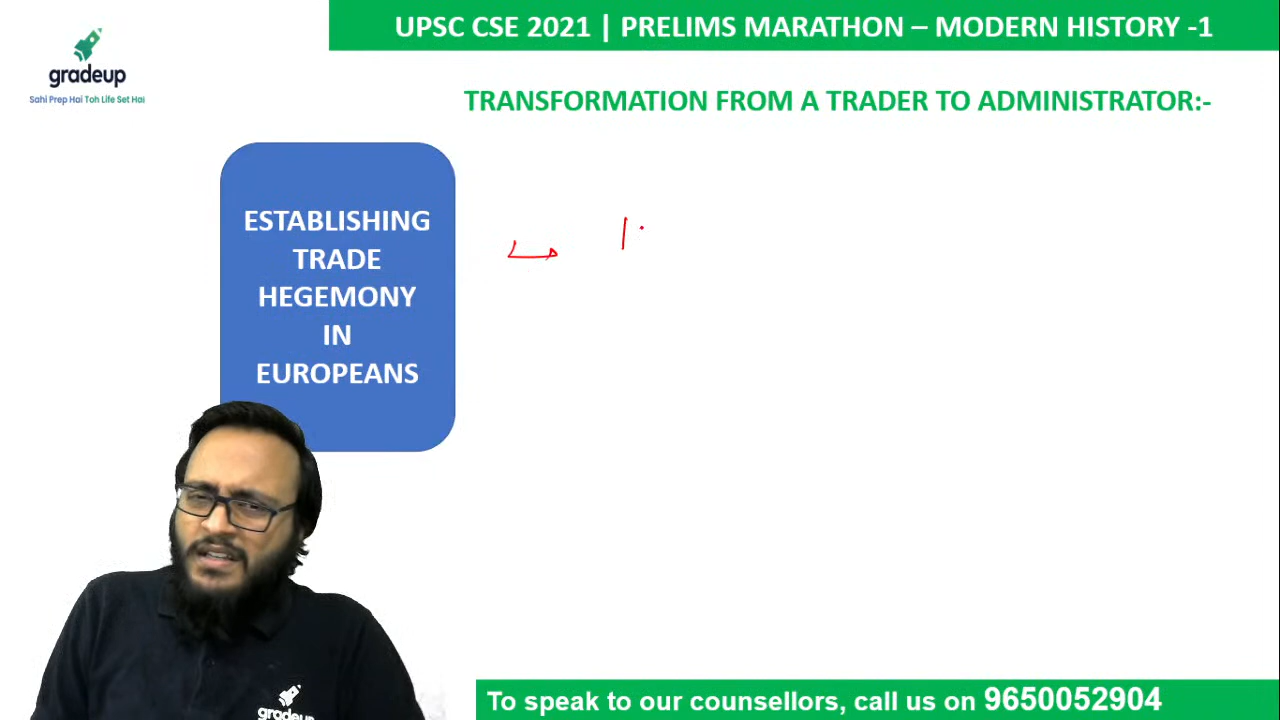 UPSC CSE 2021 | PRELIMS MARATHON – MODERN HISTORY -1
gradeup
Sahi Prep Hai Toh Life Set Hai
TRANSFORMATION FROM A TRADER TO ADMINISTRATOR:-
ESTABLISHING
TRADE
HEGEMONY
IN
EUROPEANS
gradeup
To speak to our counsellors, call us on 9650052904